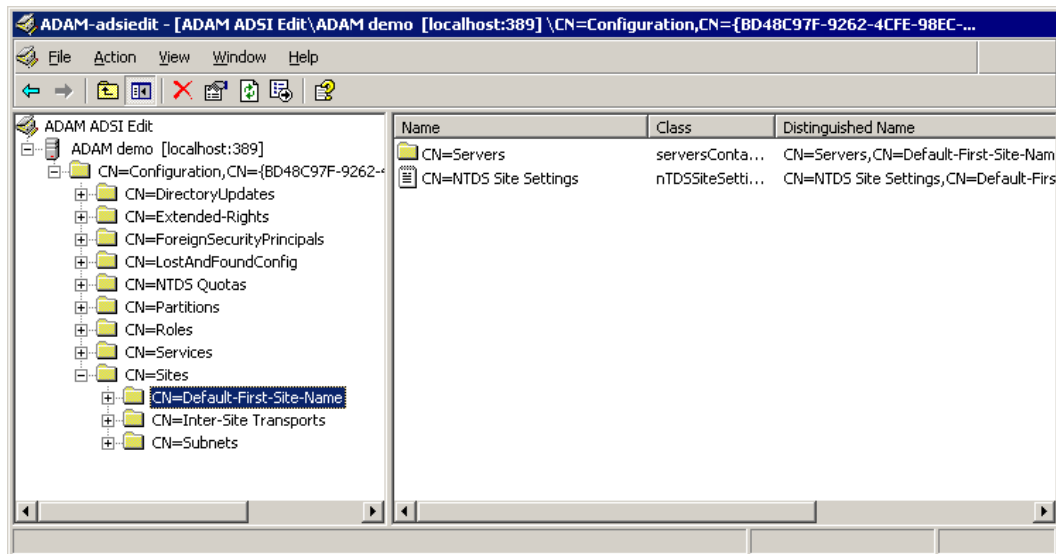 ADAM-adsiedit - [ADAM ADSI Edit\ADAM demo [localhost:389] \CN=Configuration,CN={BD48C97F-9262-4CFE-98EC-...
File Action View Window Help
ADAM ADSI Edit
ADAM demo [localhost:389]
CN=Configuration,CN={BD48C97F-9262-
CN=DirectoryUpdates
CN=Extended-Rights
CN=ForeignSecurityPrincipals
CN=LostAndFoundConfig
CN=NTDS Quotas
CN=Partitions
CN=Roles
CN=Services
CN=Sites
CN=Default-First-Site-Name
CN=Inter-Site Transports
CN=Subnets
Name Class Distinguished Name
CN=Servers serversConta... CN=Servers,CN=Default-First-Site-Nam
CN=NTDS Site Settings nTDSSiteSetti... CN=NTDS Site Settings,CN=Default-Firs